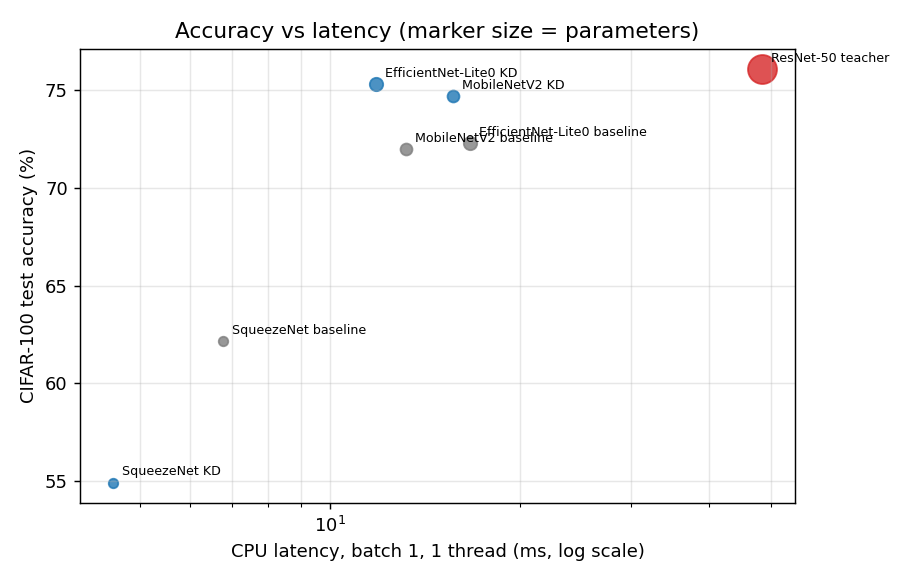 Accuracy vs latency (marker size = parameters)
ResNet-50 teacher
EfficientNet-Lite0 KD
MobileNetV2 KD
EfficientNet-Lite0 baseline
MobileNetV2 baseline
SqueezeNet baseline
SqueezeNet KD
75
70
65
60
55
CIFAR-100 test accuracy (%)
10¹
CPU latency, batch 1, 1 thread (ms, log scale)